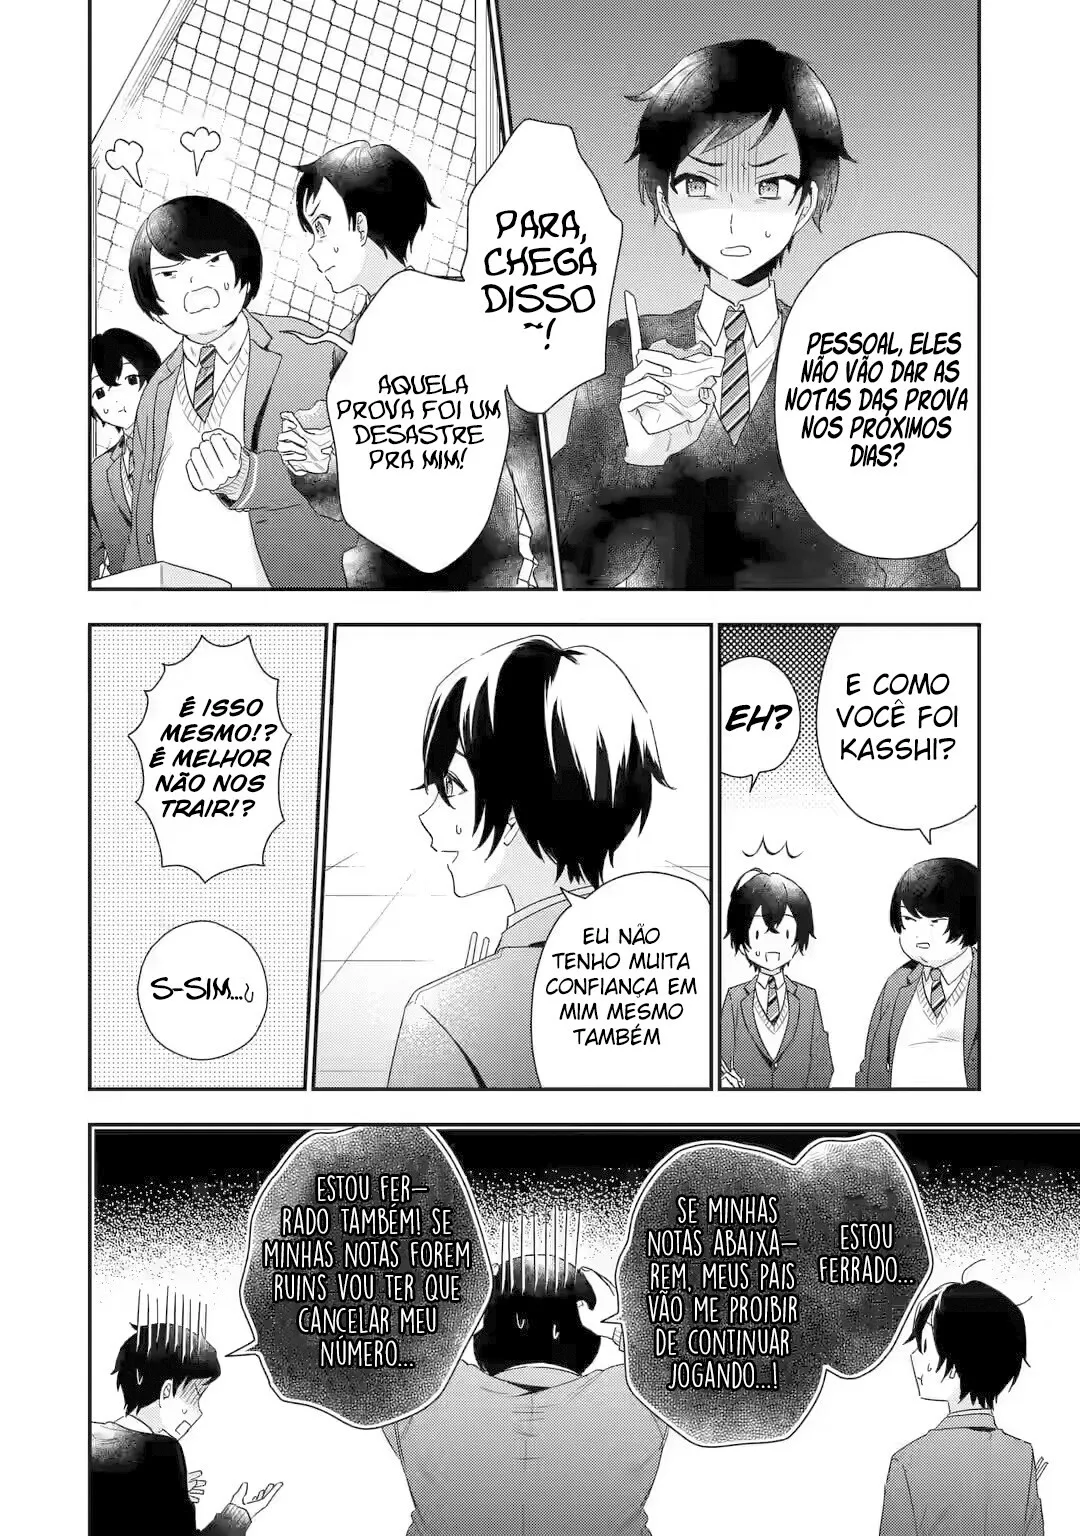 PESSOAL, ELES
NÃO VÃO DAR AS
NOTAS DAS PROVA
NOS PRÓXIMOS
DIAS?
PARA,
CHEGA
DISSO
~!
AQUELA
PROVA FOI UM
DESASTRE
PRA MIM!
E COMO
VOCÊ FOI
KASSHI?
EH?
EU NÃO
TENHO MUITA
CONFIANÇA EM
MIM MESMO
TAMBÉM
É ISSO
MESMO!?
É MELHOR
NÃO NOS
TRAIR!?
S-SIM...¿
ESTOU
FERRADO...
SE MINHAS
NOTAS ABAIXA-
REM, MEUS PAIS
VÃO ME PROIBIR
DE CONTINUAR
JOGANDO...!
ESTOU FER-
RADO TAMBÉM! SE
MINHAS NOTAS FOREM
RUINS VOU TER QUE
CANCELAR MEU
NÚMERO...